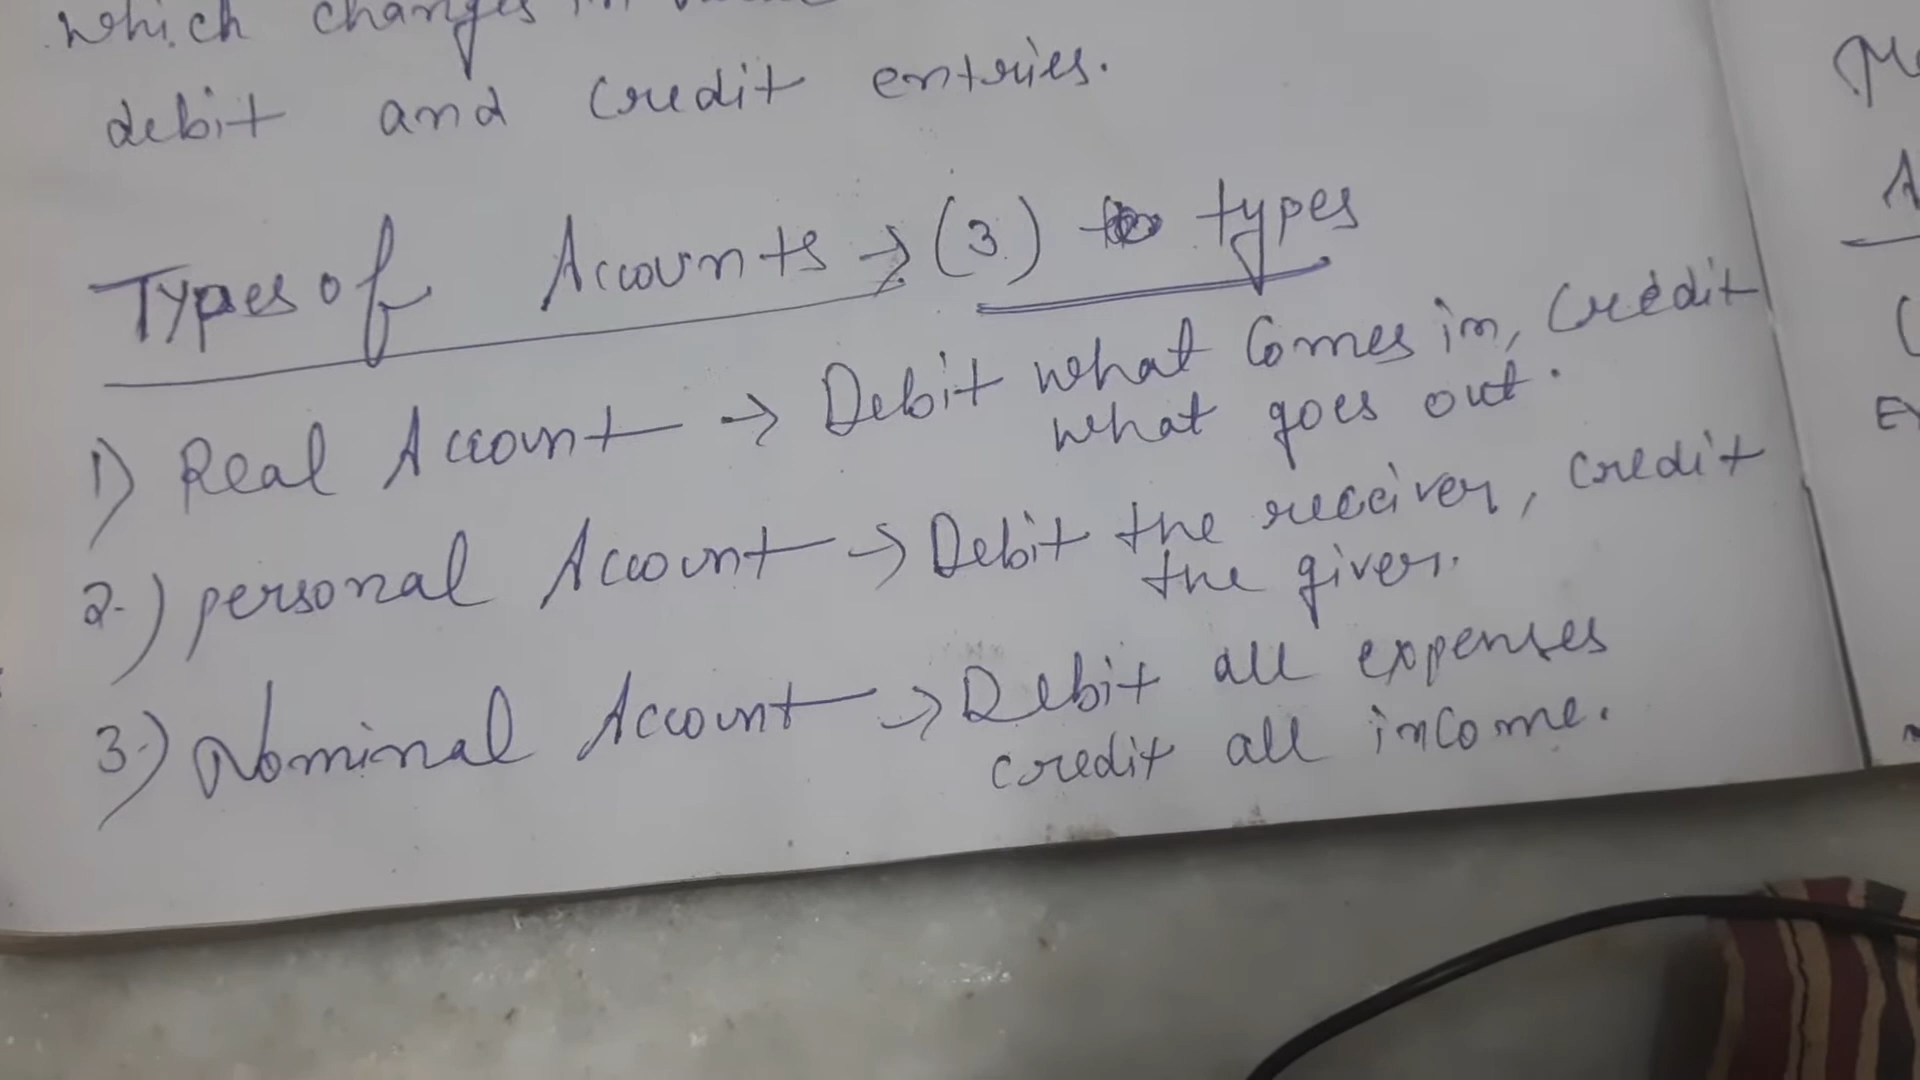 which changes in
debit and credit entries.
Types of Accounts → (3) types
1) Real Account → Debit what comes in, credit
what goes out.
2.) personal Account → Debit the receiver, credit
the giver.
3.) Nominal Account → Debit all expenses
credit all income.